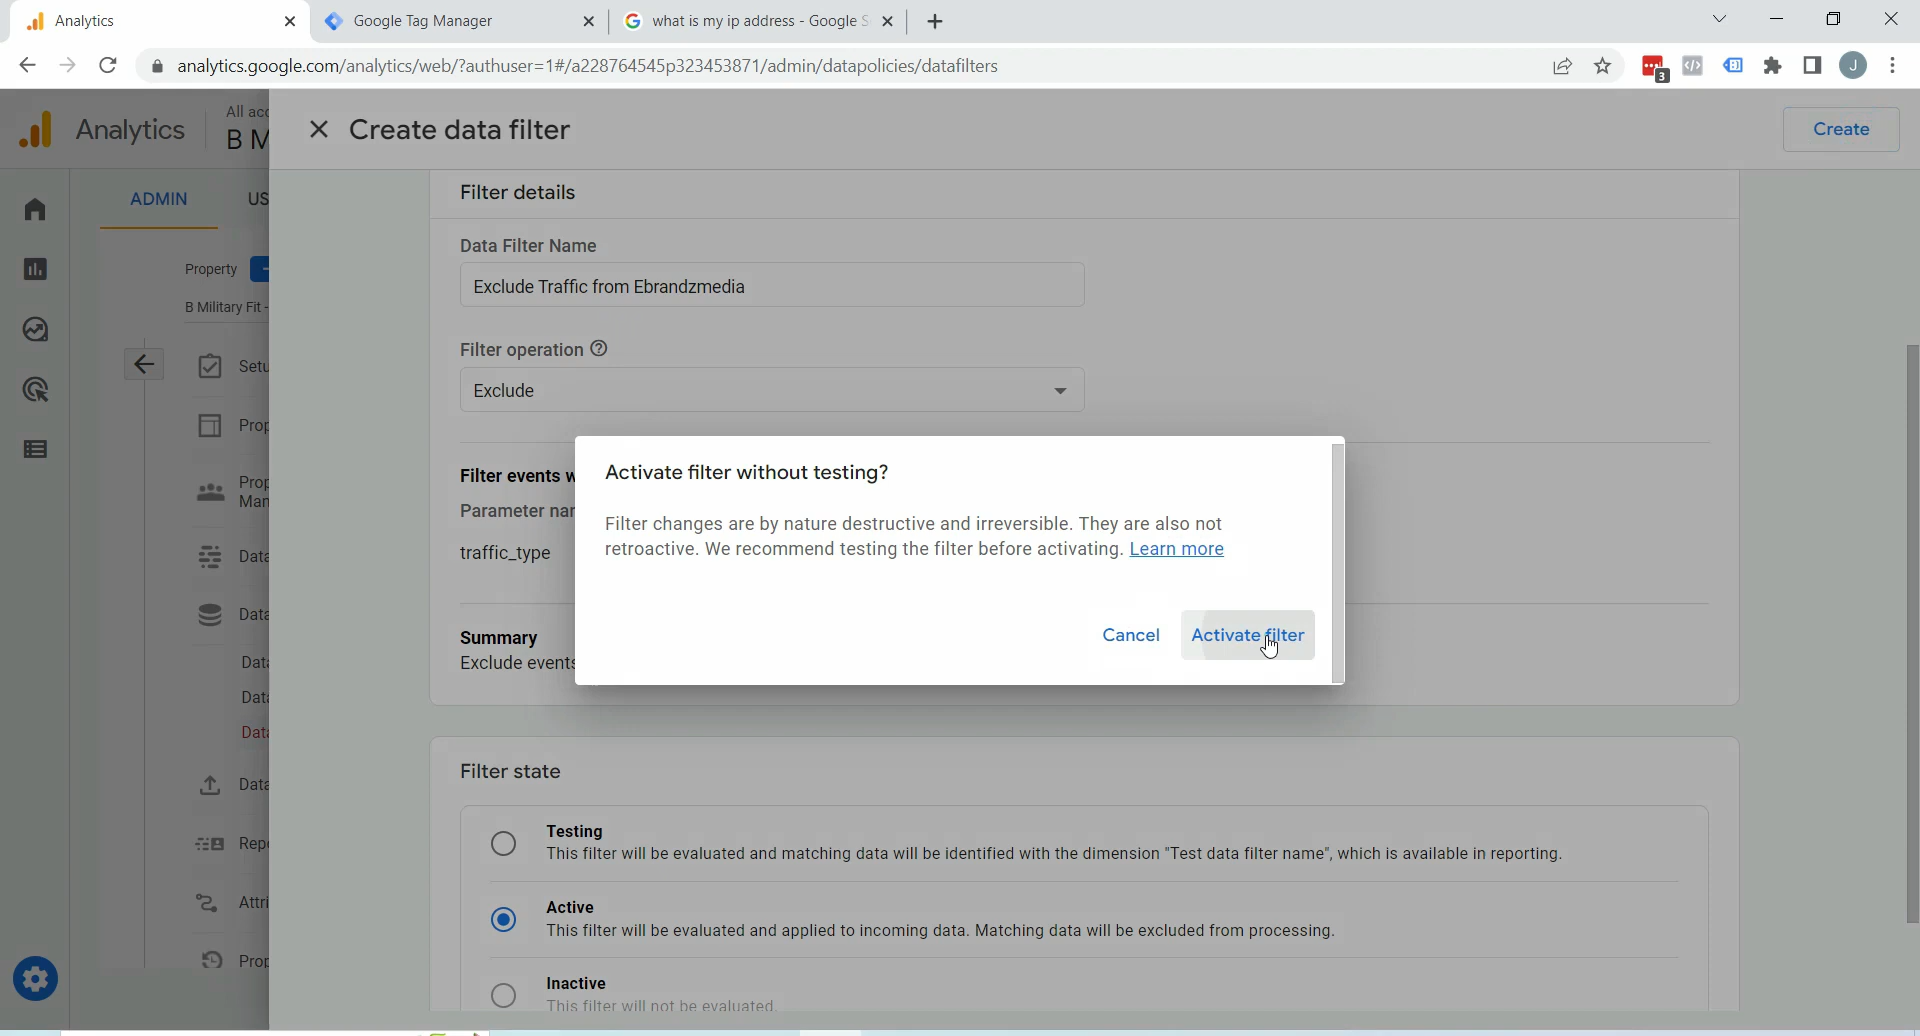 Analytics
Google Tag Manager
what is my ip address - Google S
analytics.google.com/analytics/web/?authuser=1#/a228764545p323453871/admin/datapolicies/datafilters
3
J
Analytics
All acc
B M
Create data filter
Create
ADMIN
US
Property
B Military Fit -
Setu
Prop
Prop
Man
Data
Data
Data
Data
Data
Data
Repo
Attri
Prop
Filter details
Data Filter Name
Exclude Traffic from Ebrandzmedia
Filter operation
Exclude
Filter events w
Parameter nar
traffic_type
Summary
Exclude events
Activate filter without testing?
Filter changes are by nature destructive and irreversible. They are also not
retroactive. We recommend testing the filter before activating. Learn more
Cancel
Activate filter
Filter state
Testing
This filter will be evaluated and matching data will be identified with the dimension "Test data filter name", which is available in reporting.
Active
This filter will be evaluated and applied to incoming data. Matching data will be excluded from processing.
Inactive
This filter will not be evaluated.